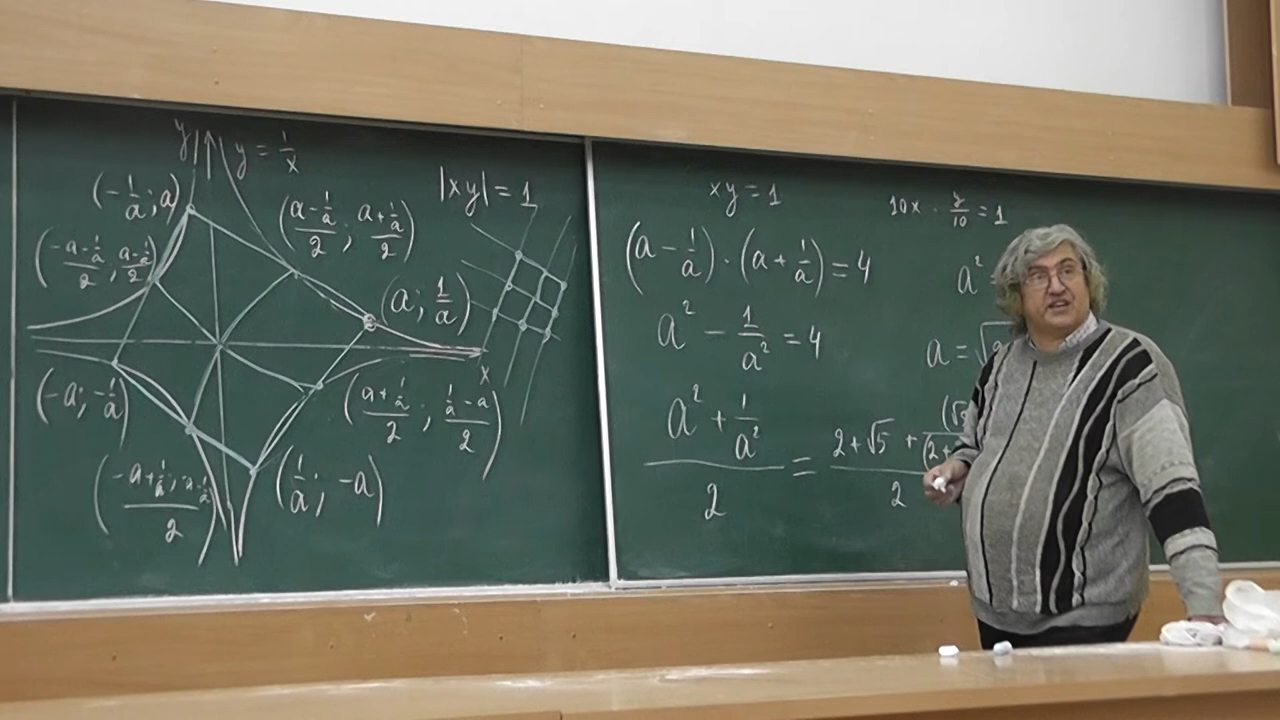 y
y = 1/x
(-1/a; a)
((a-1/a)/2; (a+1/a)/2)
|xy| = 1
((-a-1/a)/2; (a-1/a)/2)
(a; 1/a)
x
(-a; -1/a)
((a+1/a)/2; (1/a-a)/2)
(1/a; -a)
xy = 1
10x · y/10 = 1
(a - 1/a) · (a + 1/a) = 4
a²
a² - 1/a² = 4
a = √
(a² + 1/a²)/2 = (2+√5 +